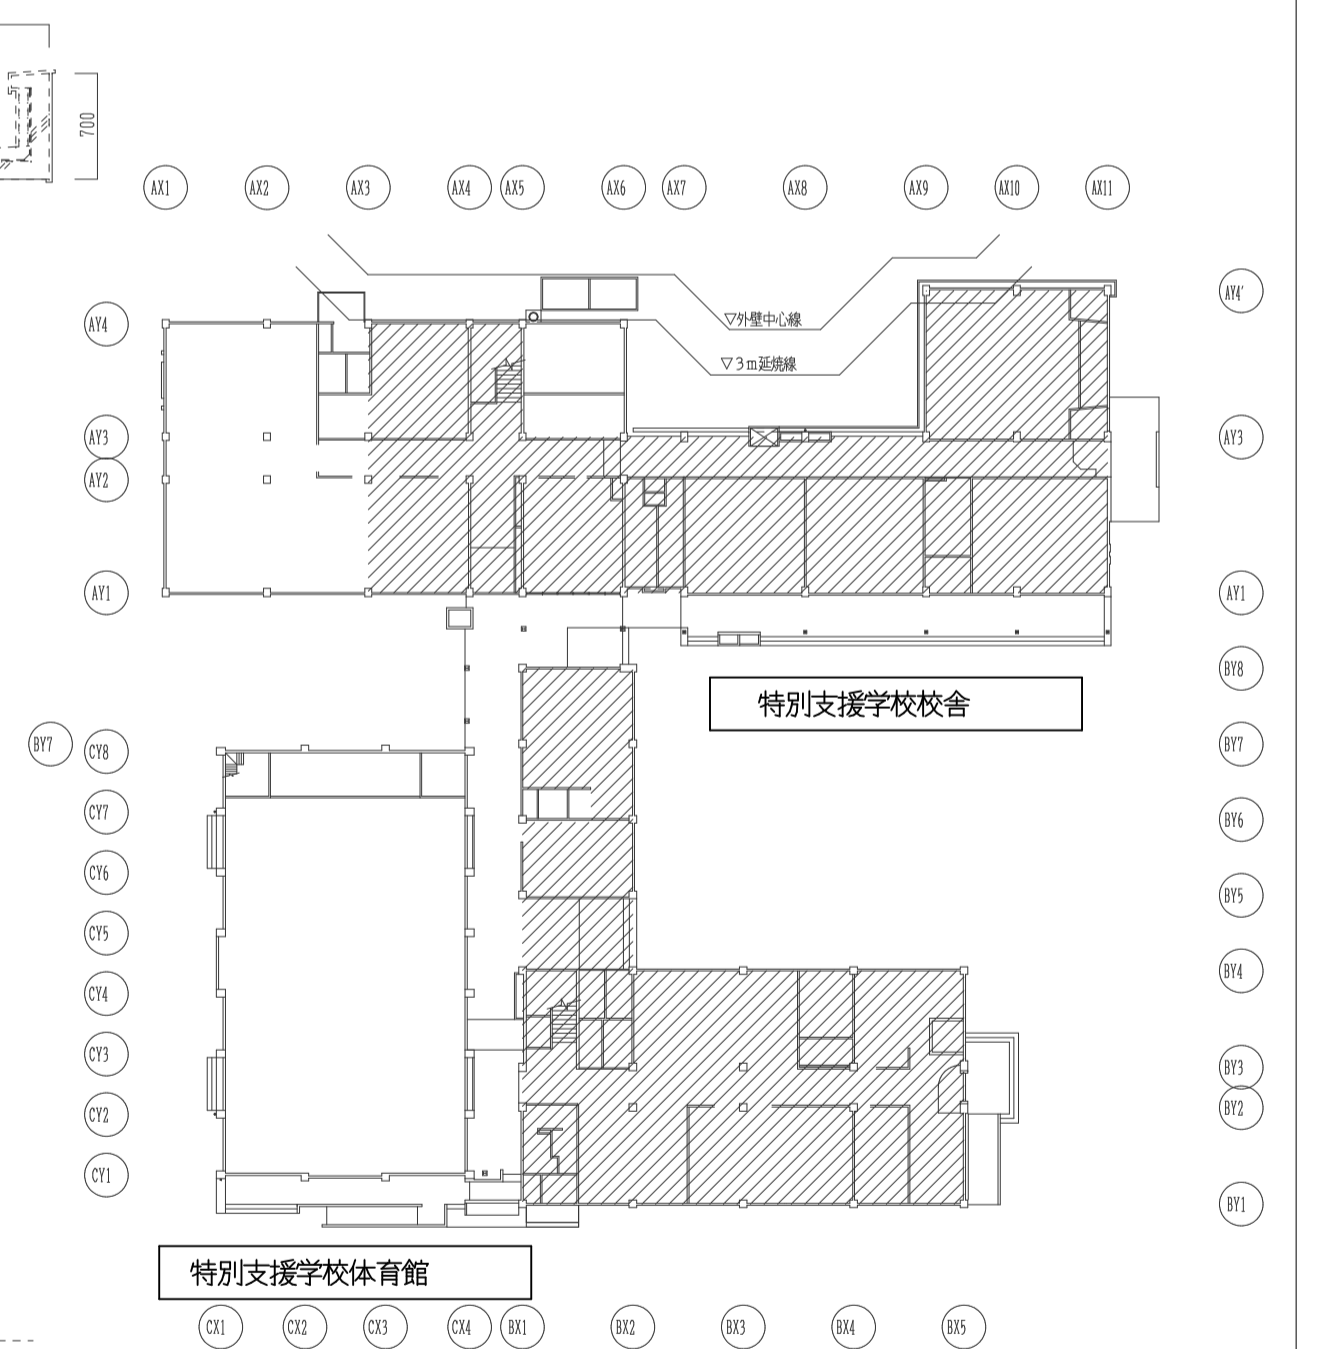 700
AX1 AX2 AX3 AX4 AX5 AX6 AX7 AX8 AX9 AX10 AX11
AY4'
AY4
▽外壁中心線
▽3m延焼線
AY3 AY3
AY2
AY1 AY1
BY8
特別支援学校校舎
BY7 CY8 BY7
CY7 BY6
CY6
BY5
CY5
BY4
CY4
CY3 BY3
CY2 BY2
CY1
BY1
特別支援学校体育館
CX1 CX2 CX3 CX4 BX1 BX2 BX3 BX4 BX5